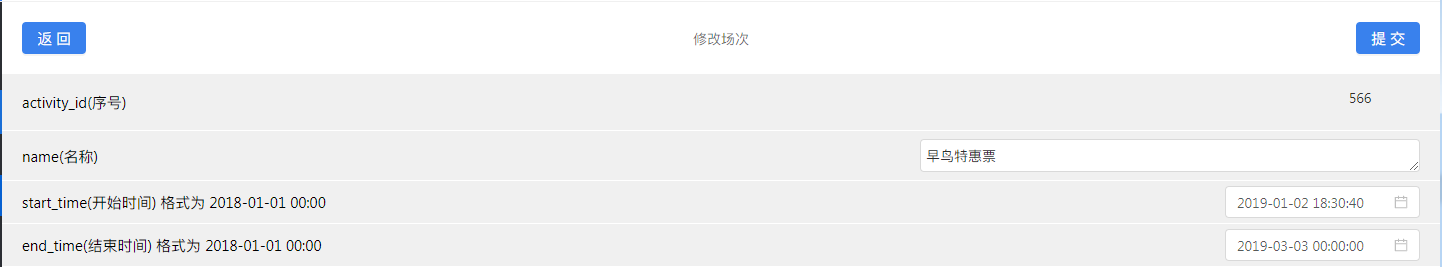 返 回
修改场次
提 交
activity_id(序号)
566
name(名称)
早鸟特惠票
start_time(开始时间) 格式为 2018-01-01 00:00
2019-01-02 18:30:40
end_time(结束时间) 格式为 2018-01-01 00:00
2019-03-03 00:00:00